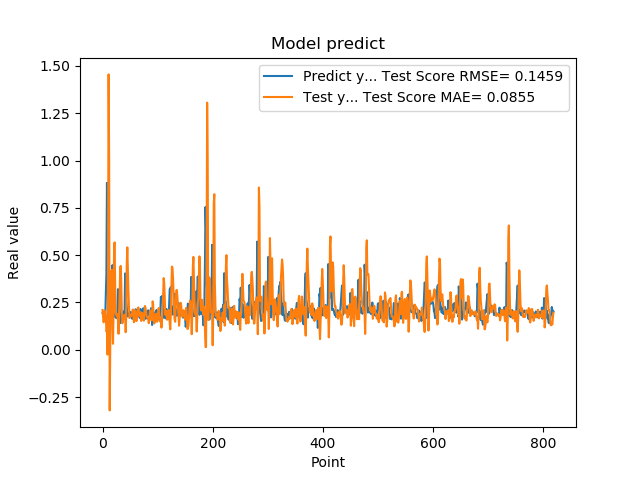 Model predict
Predict y... Test Score RMSE= 0.1459
Test y... Test Score MAE= 0.0855
Real value
1.50
1.25
1.00
0.75
0.50
0.25
0.00
−0.25
0 200 400 600 800
Point